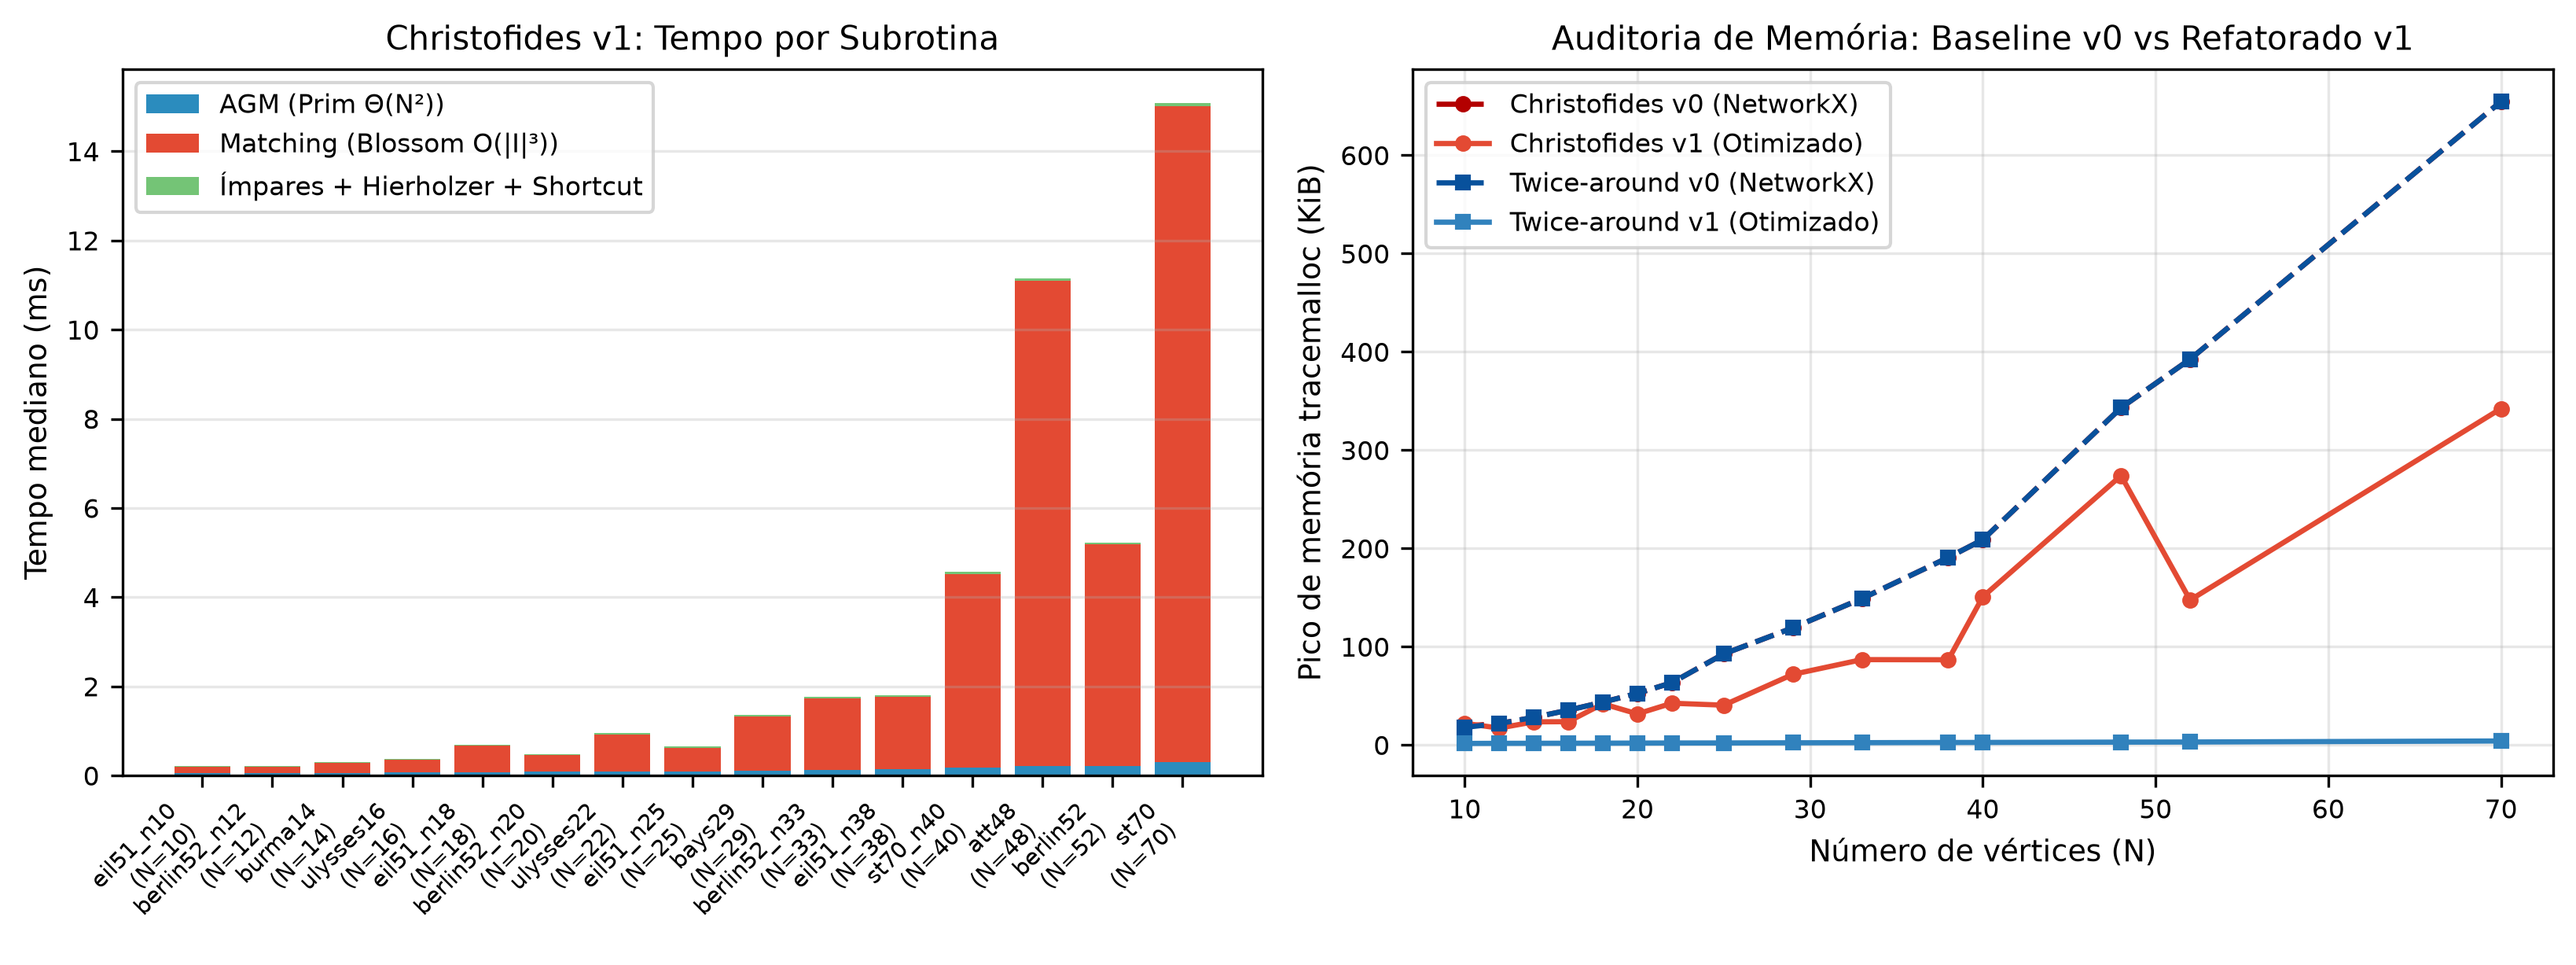 Christofides v1: Tempo por Subrotina
AGM (Prim Θ(N²))
Matching (Blossom O(|I|³))
Ímpares + Hierholzer + Shortcut
Tempo mediano (ms)
14
12
10
8
6
4
2
0
eil51_n10
(N=10)
berlin52_n12
(N=12)
burma14
(N=14)
ulysses16
(N=16)
eil51_n18
(N=18)
berlin52_n20
(N=20)
ulysses22
(N=22)
eil51_n25
(N=25)
bays29
(N=29)
berlin52_n33
(N=33)
eil51_n38
(N=38)
st70_n40
(N=40)
att48
(N=48)
berlin52
(N=52)
st70
(N=70)
Auditoria de Memória: Baseline v0 vs Refatorado v1
Christofides v0 (NetworkX)
Christofides v1 (Otimizado)
Twice-around v0 (NetworkX)
Twice-around v1 (Otimizado)
Pico de memória tracemalloc (KiB)
600
500
400
300
200
100
0
10 20 30 40 50 60 70
Número de vértices (N)